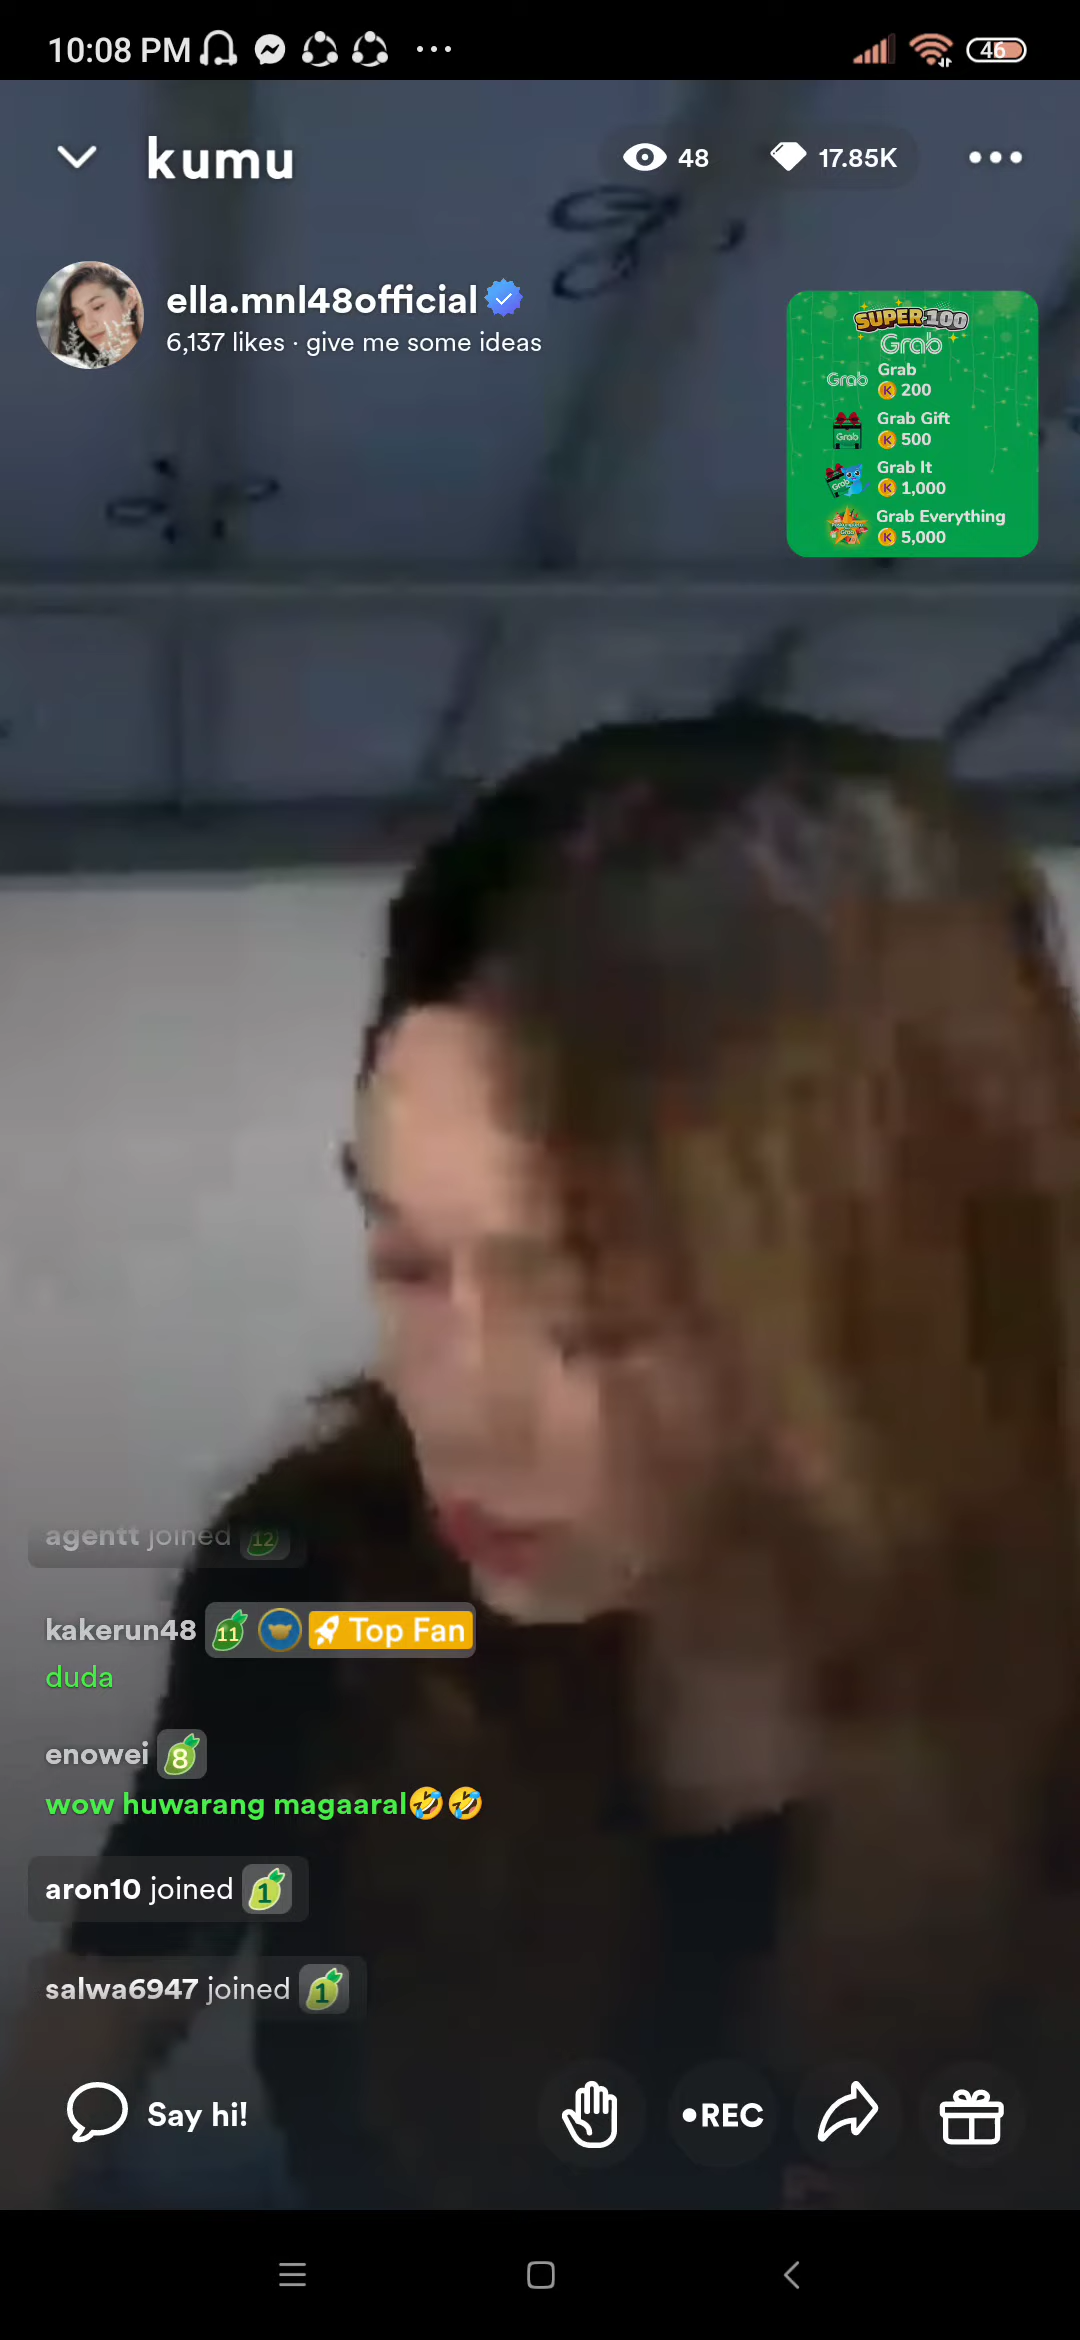 10:08 PM
46
kumu
48
17.85K
ella.mnl48official
6,137 likes · give me some ideas
SUPER 100
Grab
Grab
Grab
200
Grab
Grab Gift
500
Grab
Grab It
1,000
Grab Everything
5,000
agentt joined 12
kakerun48 11 Top Fan
duda
enowei 8
wow huwarang magaaral🤣🤣
aron10 joined 1
salwa6947 joined 1
Say hi!
•REC